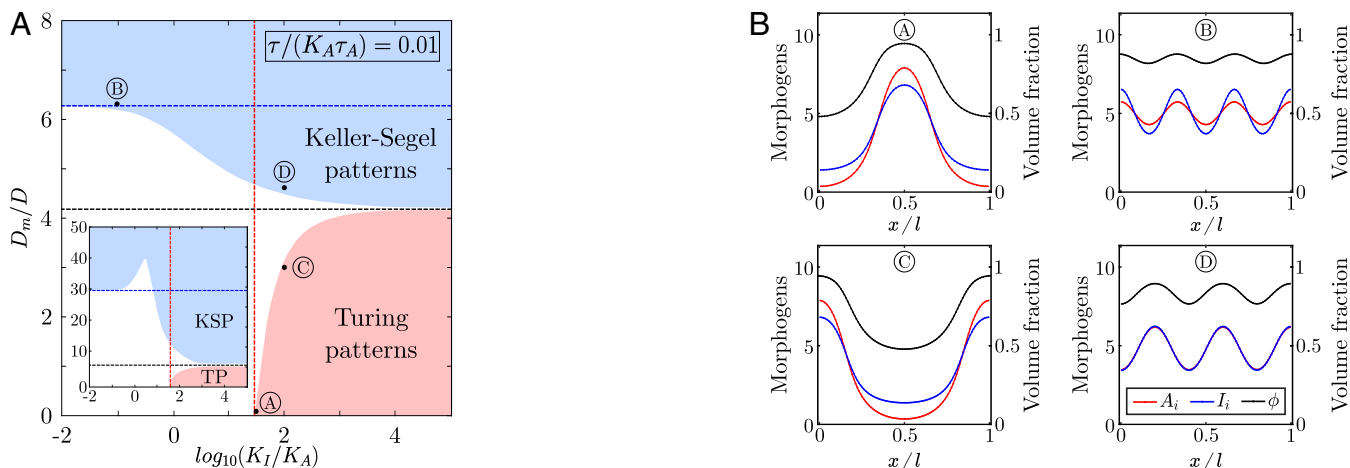 A
τ/(K_Aτ_A) = 0.01
D_m/D
8
6
4
2
0
-2
0
2
4
log_10(K_I/K_A)
Ⓑ
Ⓓ
Ⓒ
Ⓐ
Keller-Segel
patterns
Turing
patterns
50
40
30
20
10
0
-2
0
2
4
KSP
TP
B
Ⓐ
Morphogens
10
5
0
Volume fraction
1
0.5
0
0
0.5
1
x/l
Ⓑ
Morphogens
10
5
0
Volume fraction
1
0.5
0
0
0.5
1
x/l
Ⓒ
Morphogens
10
5
0
Volume fraction
1
0.5
0
0
0.5
1
x/l
Ⓓ
Morphogens
10
5
0
Volume fraction
1
0.5
0
0
0.5
1
x/l
A_i I_i ϕ